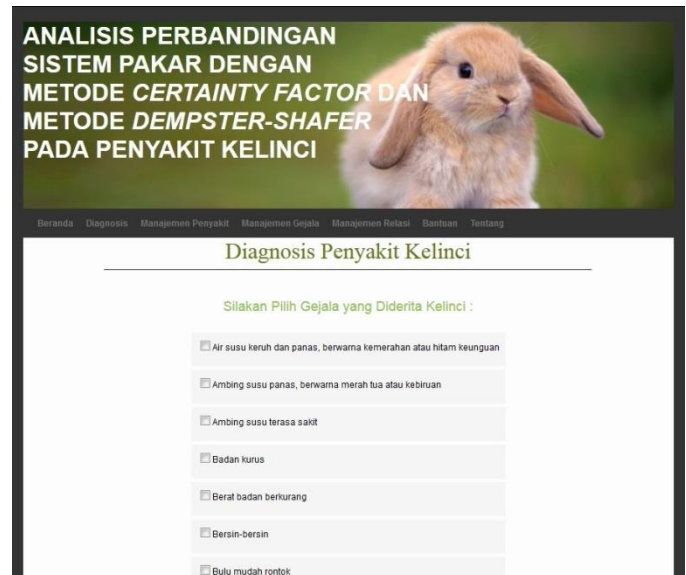 ANALISIS PERBANDINGAN
SISTEM PAKAR DENGAN
METODE CERTAINTY FACTOR DAN
METODE DEMPSTER-SHAFER
PADA PENYAKIT KELINCI
Beranda Diagnosis Manajemen Penyakit Manajemen Gejala Manajemen Relasi Bantuan Tentang
Diagnosis Penyakit Kelinci
Silakan Pilih Gejala yang Diderita Kelinci :
Air susu keruh dan panas, berwarna kemerahan atau hitam keunguan
Ambing susu panas, berwarna merah tua atau kebiruan
Ambing susu terasa sakit
Badan kurus
Berat badan berkurang
Bersin-bersin
Bulu mudah rontok